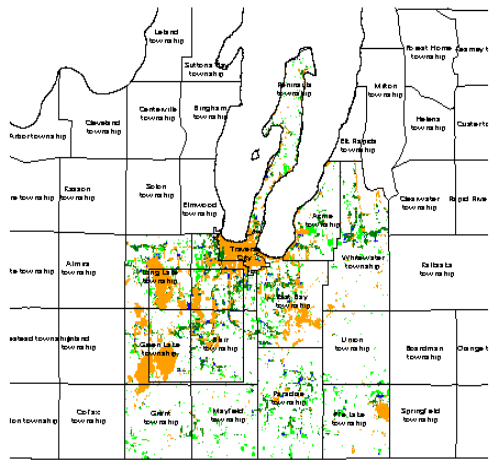 Leland
township
Suttons Bay
township
Forest Home
township
Centerville
township
Bingham
township
Peninsula
township
Milton
township
Cleveland
township
Arbor township
Helena
township
Custer to
Elk Rapids
township
Kasson
township
Solon
township
Elmwood
township
Acme
township
Clearwater
township
Rapid River
Traverse
City
Almira
township
Long Lake
township
Whitewater
township
Kalkaska
township
East Bay
township
Green Lake
township
Blair
township
Union
township
Boardman
township
Orange t
Colfax
township
Grant
township
Mayfield
township
Paradise
township
Fife Lake
township
Springfield
township